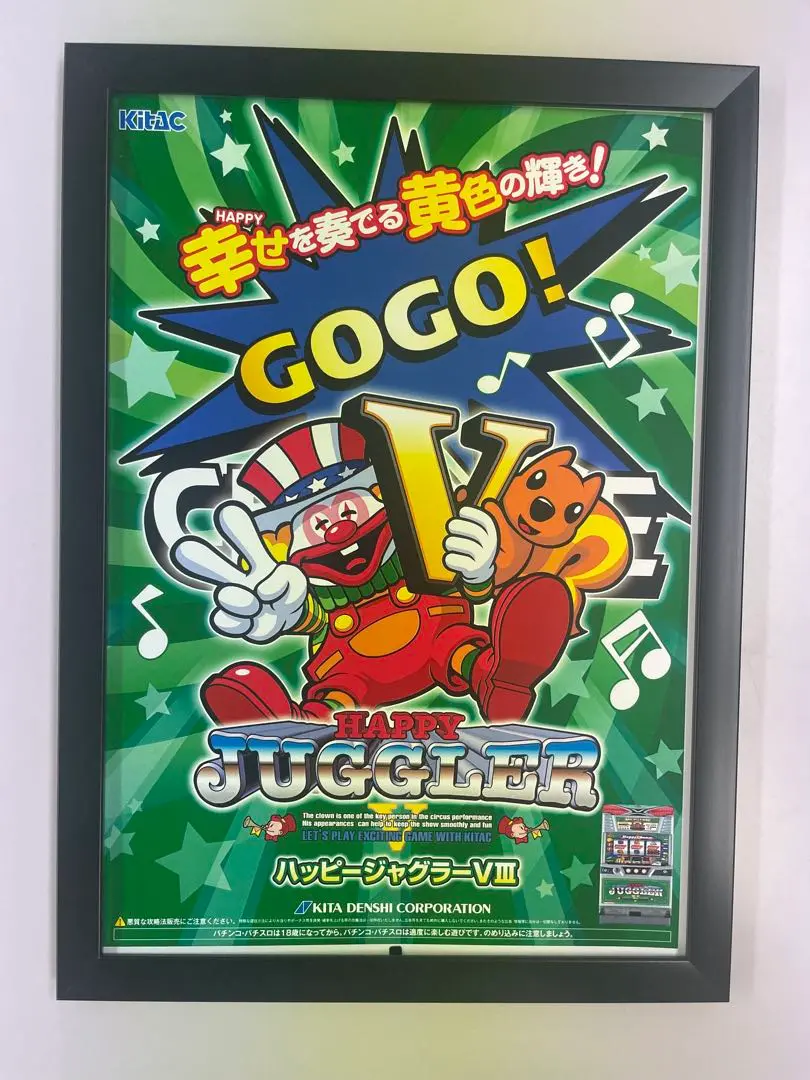 KitAC
HAPPY
幸せを奏でる黄色の輝き!
GOGO!
V
HAPPY
JUGGLER
V
The clown is one of the key person in the circus performance
His appearances can help to keep the show smoothly and fun
LET'S PLAY EXCITING GAME WITH KITAC
ハッピージャグラーVⅢ
JUGGLER
KITA DENSHI CORPORATION
悪質な攻略法販売にご注意ください。
パチンコ・パチスロは18歳になってから。パチンコ・パチスロは適度に楽しむ遊びです。のめり込みに注意しましょう。